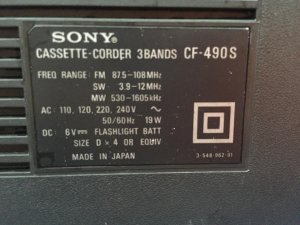 SONY®
CASSETTE-CORDER 3BANDS CF-490S
FREQ RANGE: FM 87.5-108MHz
SW 3.9-12MHz
MW 530-1605kHz
AC: 110, 120, 220, 240V ～
50/60Hz 19W
DC: 6V⎓ FLASHLIGHT BATT
SIZE D × 4 OR EQUIV
MADE IN JAPAN
3-548-962-01